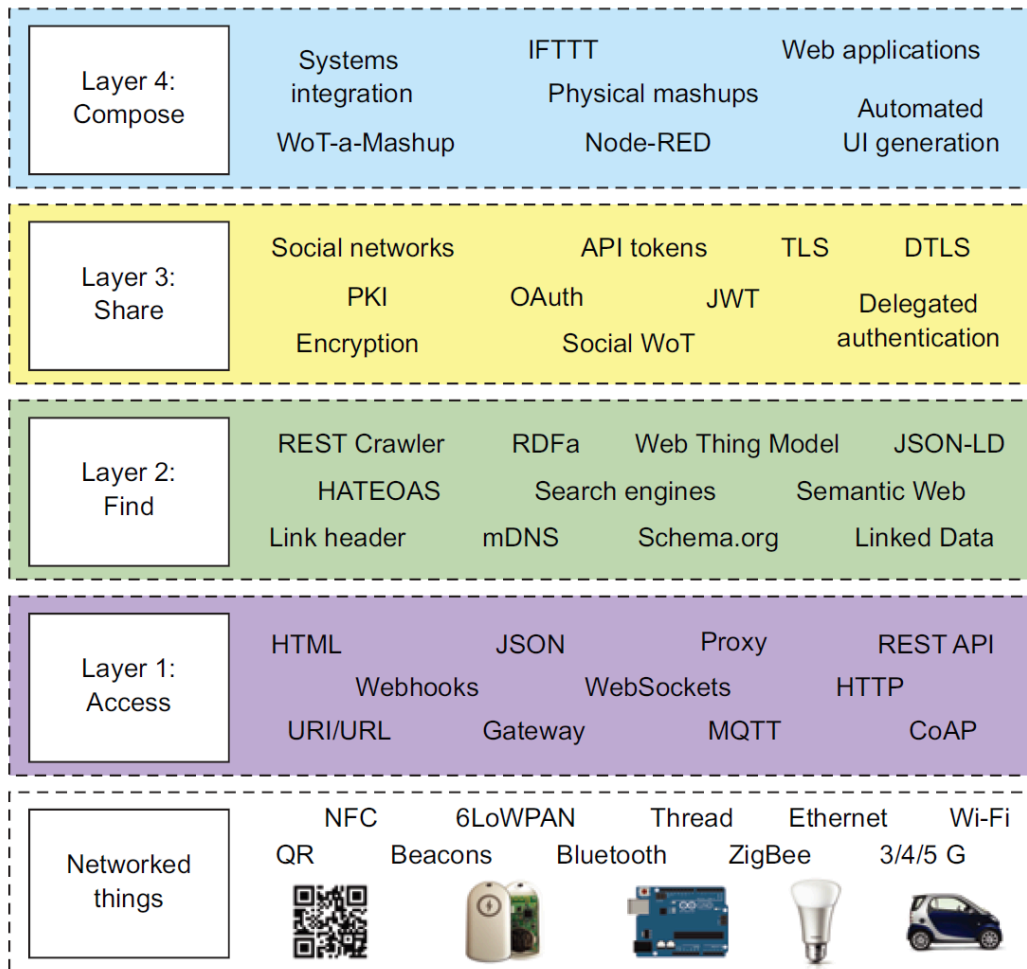 Layer 4:
Compose
Systems
integration
IFTTT
Web applications
Physical mashups
Automated
UI generation
WoT-a-Mashup
Node-RED
Layer 3:
Share
Social networks
API tokens
TLS
DTLS
PKI
OAuth
JWT
Delegated
authentication
Encryption
Social WoT
Layer 2:
Find
REST Crawler
RDFa
Web Thing Model
JSON-LD
HATEOAS
Search engines
Semantic Web
Link header
mDNS
Schema.org
Linked Data
Layer 1:
Access
HTML
JSON
Proxy
REST API
Webhooks
WebSockets
HTTP
URI/URL
Gateway
MQTT
CoAP
Networked
things
NFC
6LoWPAN
Thread
Ethernet
Wi-Fi
QR
Beacons
Bluetooth
ZigBee
3/4/5 G